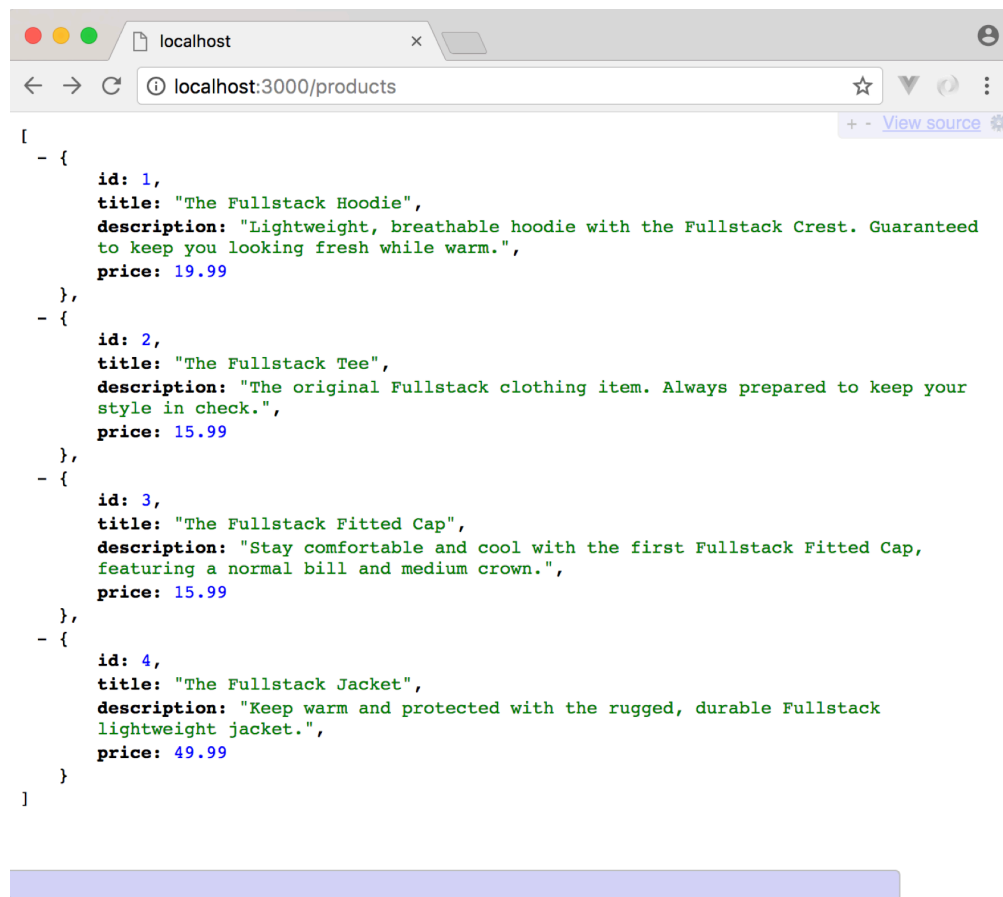 localhost
localhost:3000/products
+ - View source
[
- {
id: 1,
title: "The Fullstack Hoodie",
description: "Lightweight, breathable hoodie with the Fullstack Crest. Guaranteed
to keep you looking fresh while warm.",
price: 19.99
},
- {
id: 2,
title: "The Fullstack Tee",
description: "The original Fullstack clothing item. Always prepared to keep your
style in check.",
price: 15.99
},
- {
id: 3,
title: "The Fullstack Fitted Cap",
description: "Stay comfortable and cool with the first Fullstack Fitted Cap,
featuring a normal bill and medium crown.",
price: 15.99
},
- {
id: 4,
title: "The Fullstack Jacket",
description: "Keep warm and protected with the rugged, durable Fullstack
lightweight jacket.",
price: 49.99
}
]